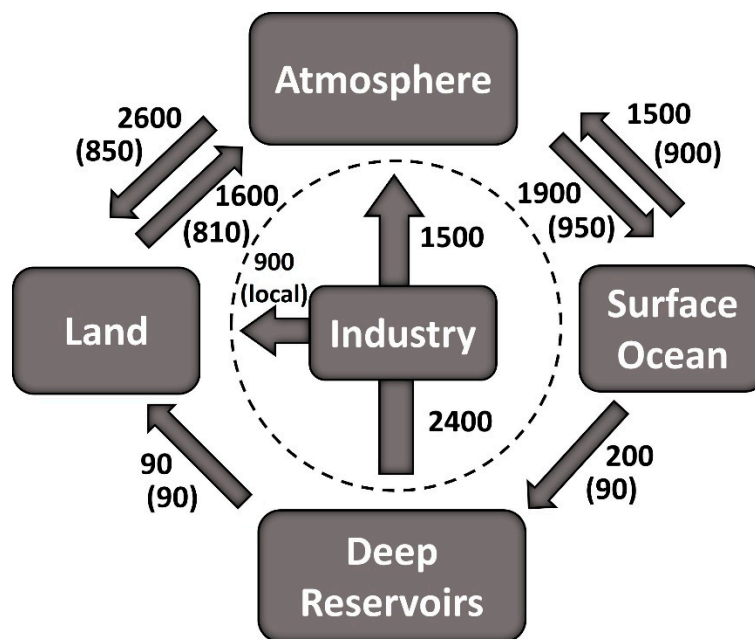 Atmosphere
2600
(850)
1600
(810)
1500
(900)
1900
(950)
1500
900
(local)
Land
Industry
Surface
Ocean
2400
90
(90)
200
(90)
Deep
Reservoirs